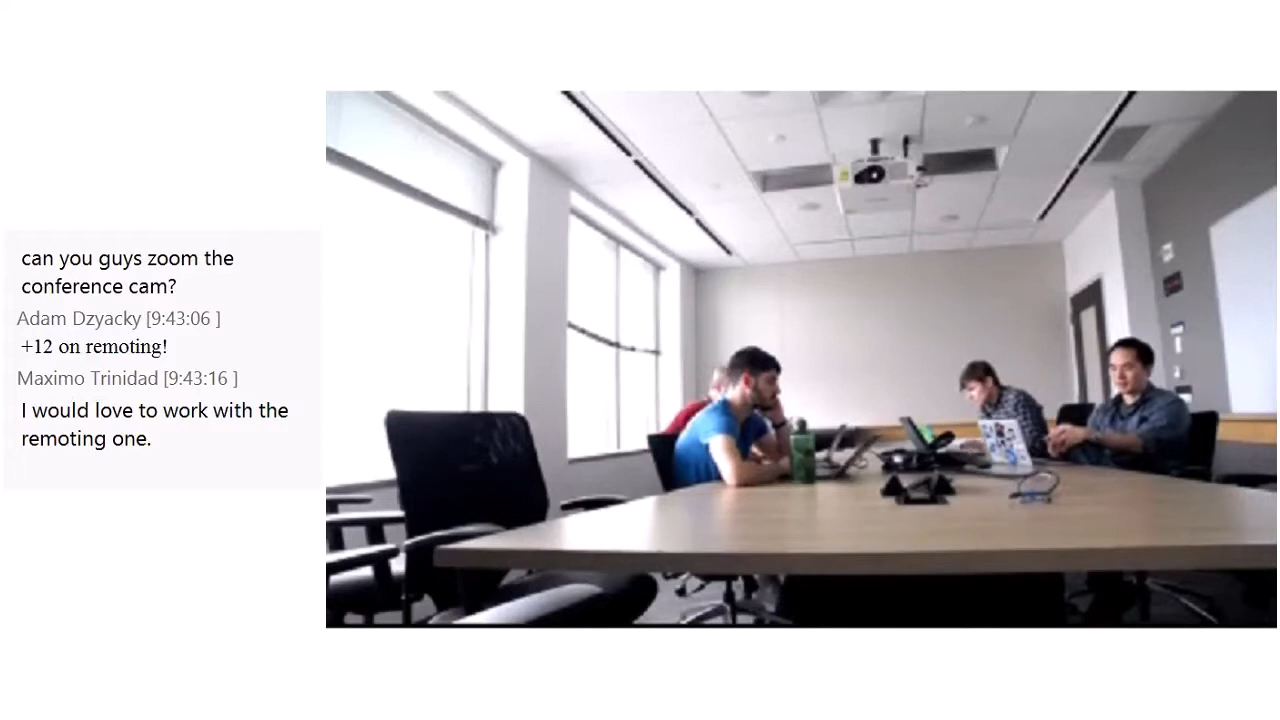 can you guys zoom the
conference cam?
Adam Dzyacky [9:43:06 ]
+12 on remoting!
Maximo Trinidad [9:43:16 ]
I would love to work with the
remoting one.